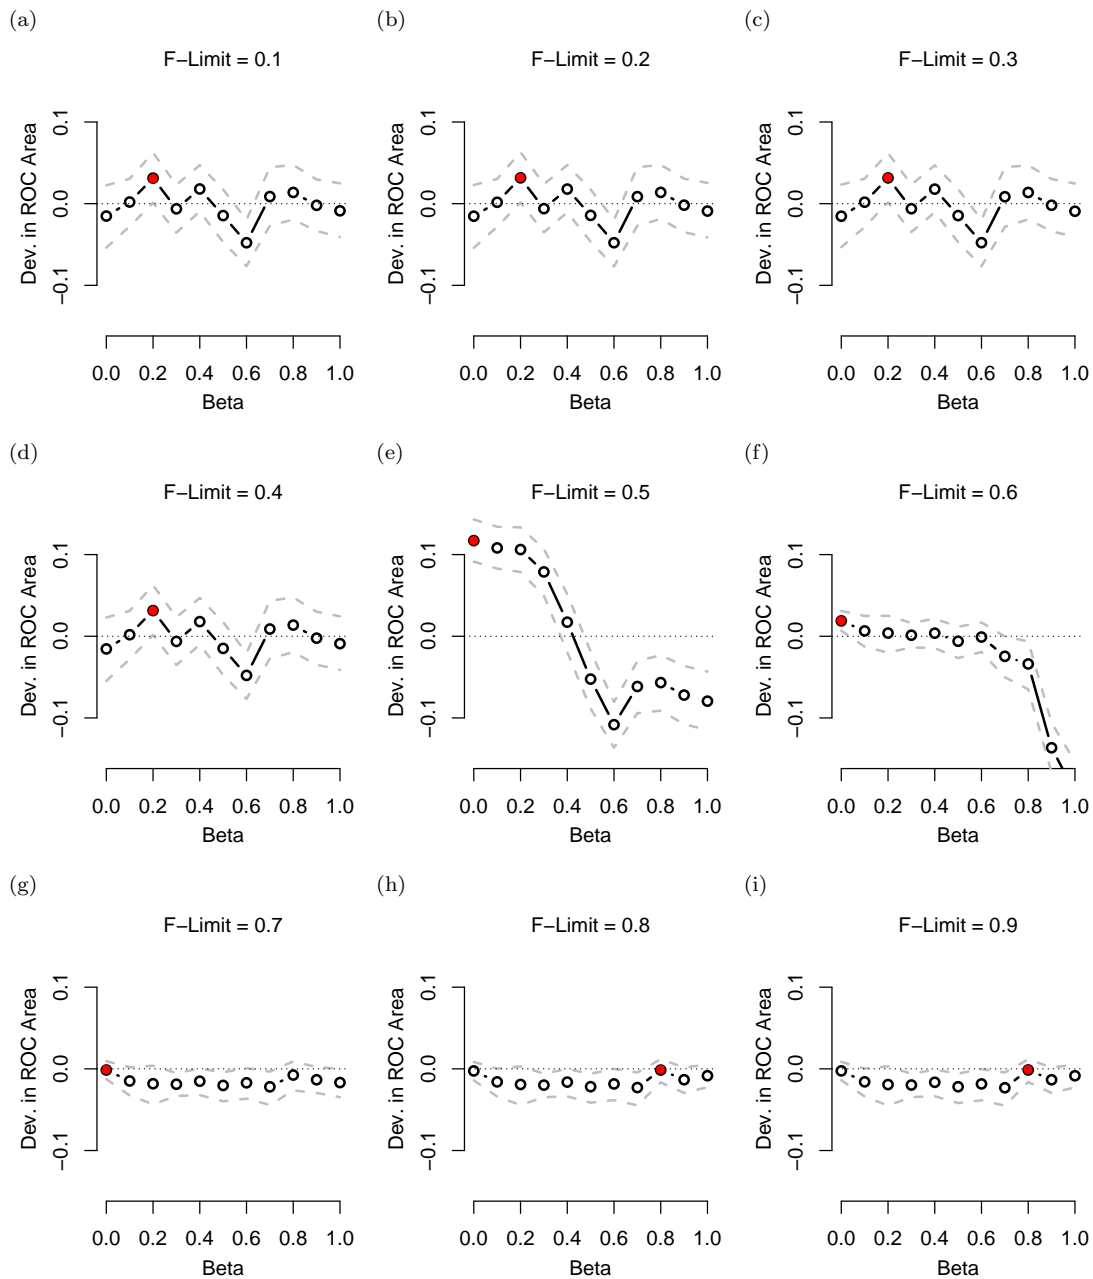 (a)
F−Limit = 0.1
Dev. in ROC Area
0.1
0.0
−0.1
0.0 0.2 0.4 0.6 0.8 1.0
Beta
(b)
F−Limit = 0.2
Dev. in ROC Area
0.1
0.0
−0.1
0.0 0.2 0.4 0.6 0.8 1.0
Beta
(c)
F−Limit = 0.3
Dev. in ROC Area
0.1
0.0
−0.1
0.0 0.2 0.4 0.6 0.8 1.0
Beta
(d)
F−Limit = 0.4
Dev. in ROC Area
0.1
0.0
−0.1
0.0 0.2 0.4 0.6 0.8 1.0
Beta
(e)
F−Limit = 0.5
Dev. in ROC Area
0.1
0.0
−0.1
0.0 0.2 0.4 0.6 0.8 1.0
Beta
(f)
F−Limit = 0.6
Dev. in ROC Area
0.1
0.0
−0.1
0.0 0.2 0.4 0.6 0.8 1.0
Beta
(g)
F−Limit = 0.7
Dev. in ROC Area
0.1
0.0
−0.1
0.0 0.2 0.4 0.6 0.8 1.0
Beta
(h)
F−Limit = 0.8
Dev. in ROC Area
0.1
0.0
−0.1
0.0 0.2 0.4 0.6 0.8 1.0
Beta
(i)
F−Limit = 0.9
Dev. in ROC Area
0.1
0.0
−0.1
0.0 0.2 0.4 0.6 0.8 1.0
Beta